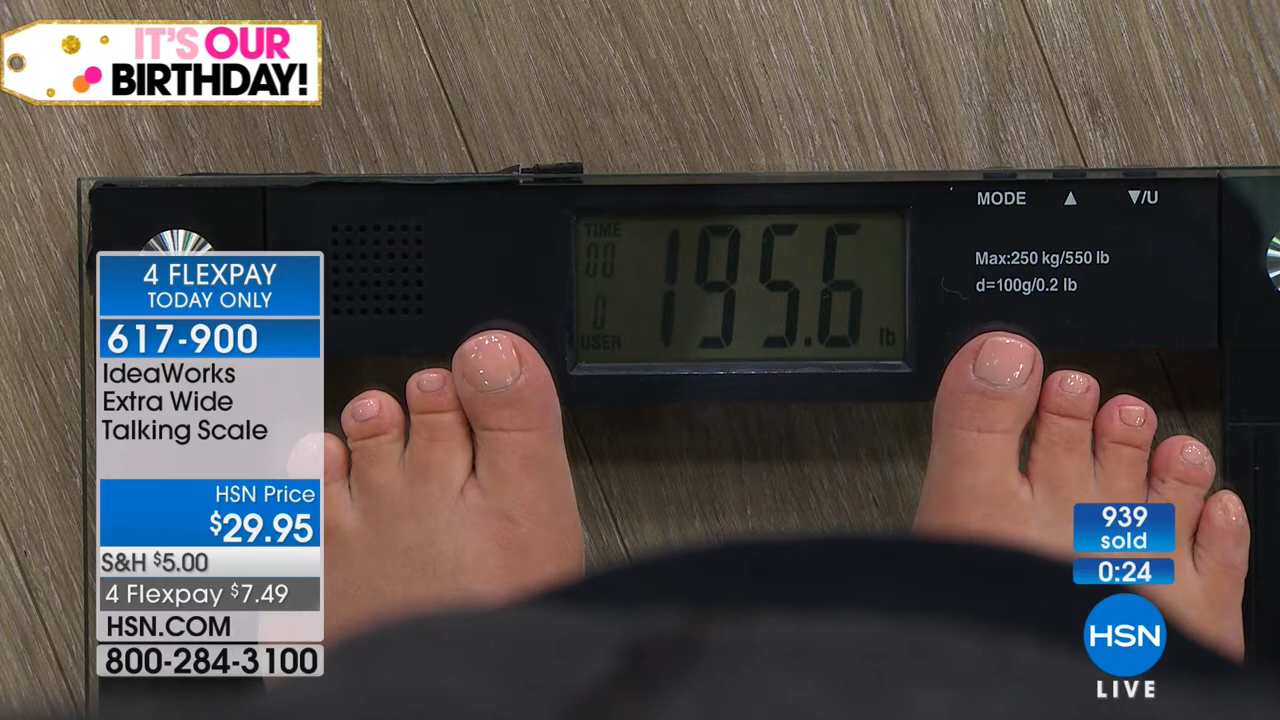 IT'S OUR
BIRTHDAY!
MODE ▲ ▼/U
TIME
00
195.6
0
USER
lb
Max:250 kg/550 lb
d=100g/0.2 lb
4 FLEXPAY
TODAY ONLY
617-900
IdeaWorks
Extra Wide
Talking Scale
HSN Price
$29.95
S&H $5.00
4 Flexpay $7.49
HSN.COM
800-284-3100
939
sold
0:24
HSN
LIVE